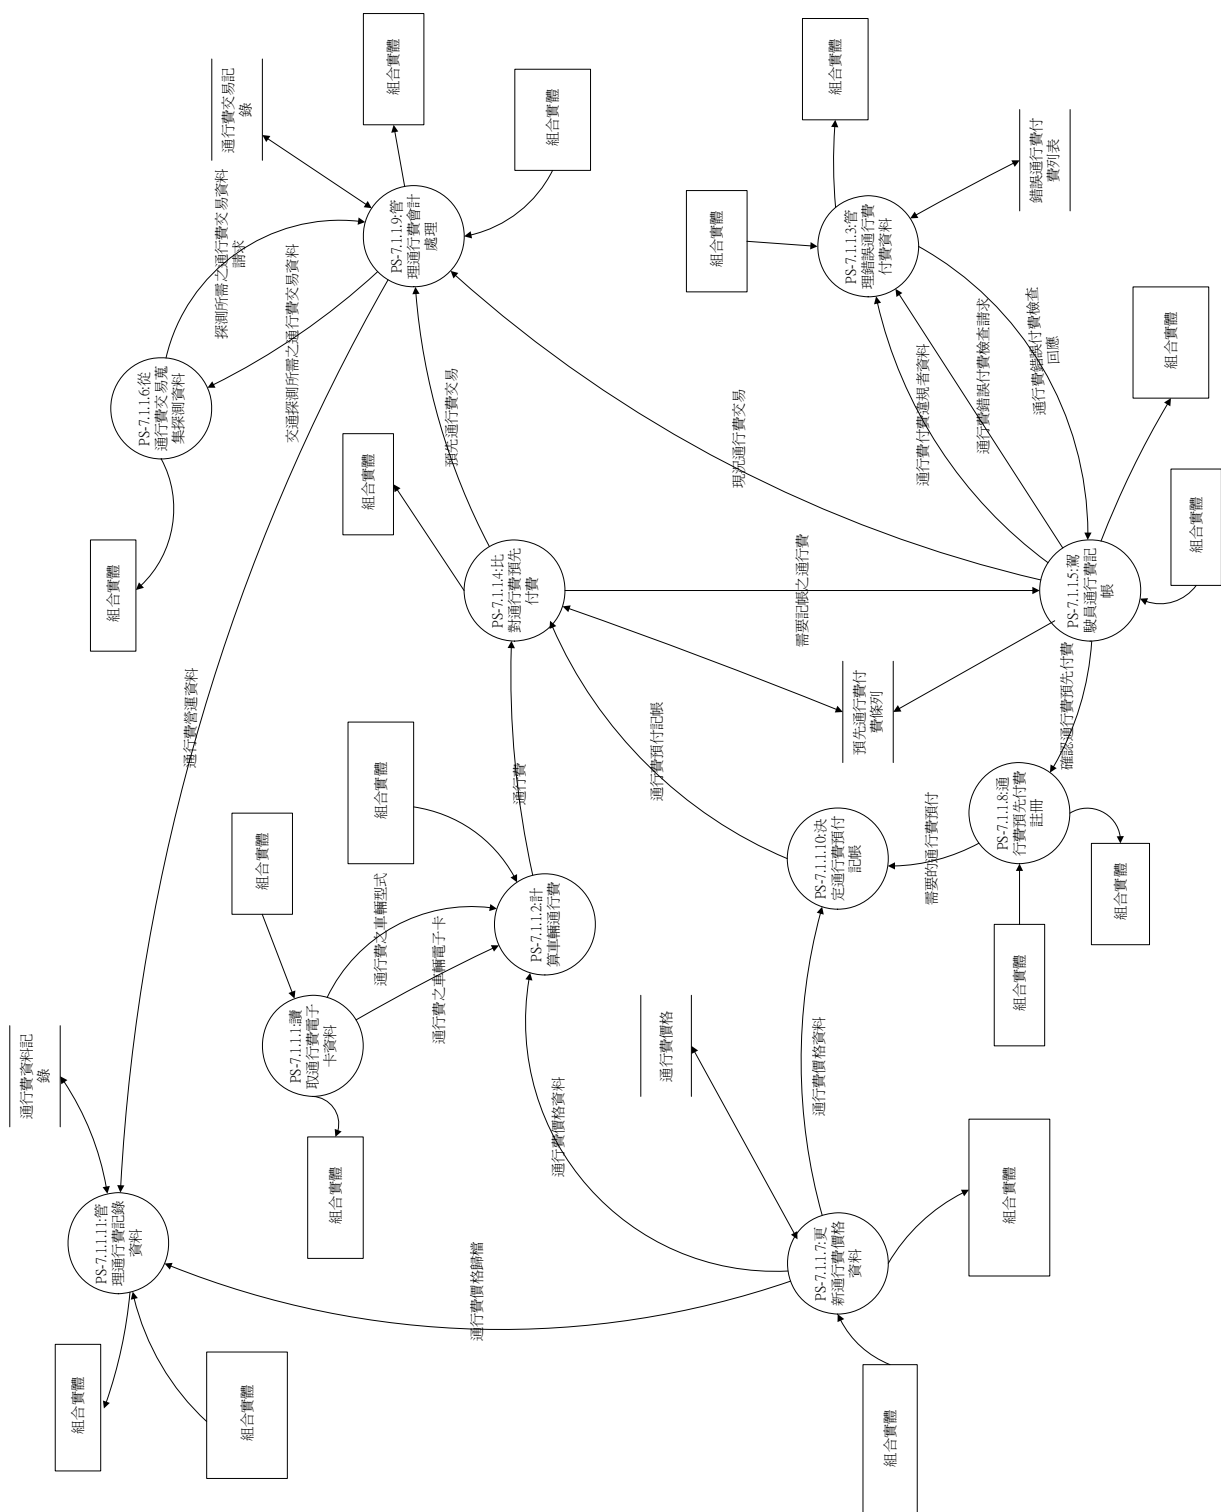 通行費資料記
錄
組合實體
PS-7.1.1.11:管
理通行費記錄
資料
組合實體
PS-7.1.1.6:從
通行費交易蒐
集探測資料
通行費營運資料
探測所需之通行費交易資料
請求
通行費交易記
錄
組合實體
組合實體
交通探測所需之通行費交易資料
PS-7.1.1.1:讀
取通行費電子
卡資料
組合實體
組合實體
組合實體
通行費之車輛型式
組合實體
PS-7.1.1.9:管
理通行費會計
處理
通行費之車輛電子卡
預先通行費交易
通行費價格歸檔
PS-7.1.1.4:比
對通行費預先
付費
通行費
PS-7.1.1.2:計
算車輛通行費
組合實體
通行費價格資料
通行費預付記帳
通行費價格
組合實體
現況通行費交易
需要記帳之通行費
通行費價格資料
PS-7.1.1.10:決
定通行費預付
記帳
PS-7.1.1.7:更
新通行費價格
資料
組合實體
PS-7.1.1.3:管
理錯誤通行費
付費資料
預先通行費付
費條列
組合實體
通行費付費違規者資料
需要的通行費預付
通行費錯誤付費檢查請求
PS-7.1.1.8:通
行費預先付費
註冊
組合實體
組合實體
通行費錯誤付費檢查
回應
錯誤通行費付
費列表
確認通行費預先付費
PS-7.1.1.5:駕
駛員通行費記
帳
組合實體
組合實體
組合實體